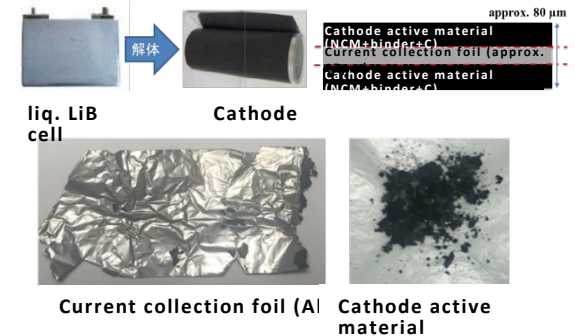 approx. 80 μm
解体
Cathode active material
(NCM+binder+C)
Current collection foil (approx.
Cathode active material
(NCM+binder+C)
liq. LiB
cell
Cathode
Current collection foil (Al
Cathode active
material